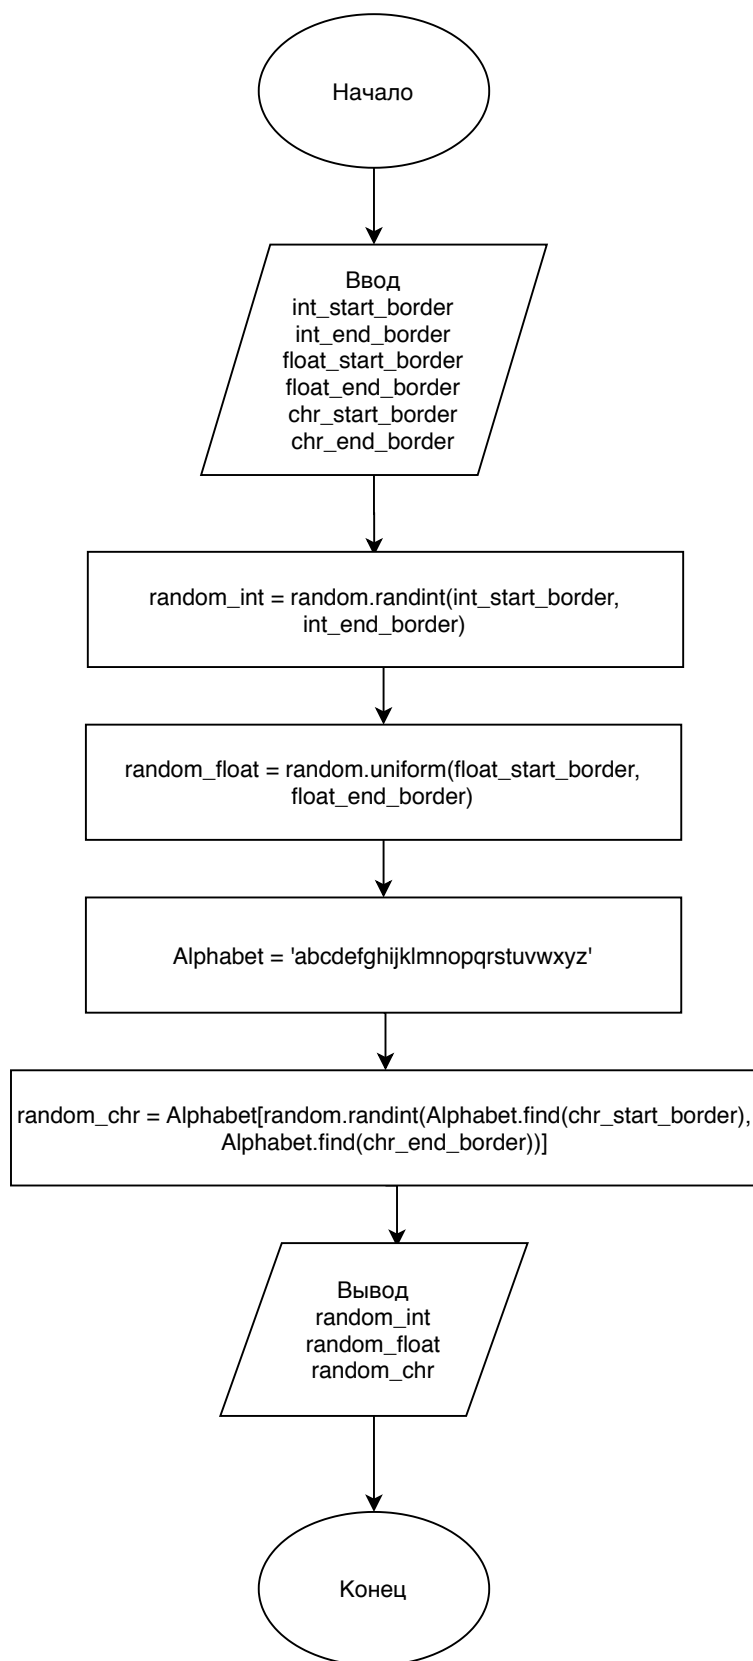 Начало
Ввод
int_start_border
int_end_border
float_start_border
float_end_border
chr_start_border
chr_end_border
random_int = random.randint(int_start_border,
int_end_border)
random_float = random.uniform(float_start_border,
float_end_border)
Alphabet = 'abcdefghijklmnopqrstuvwxyz'
random_chr = Alphabet[random.randint(Alphabet.find(chr_start_border),
Alphabet.find(chr_end_border))]
Вывод
random_int
random_float
random_chr
Конец